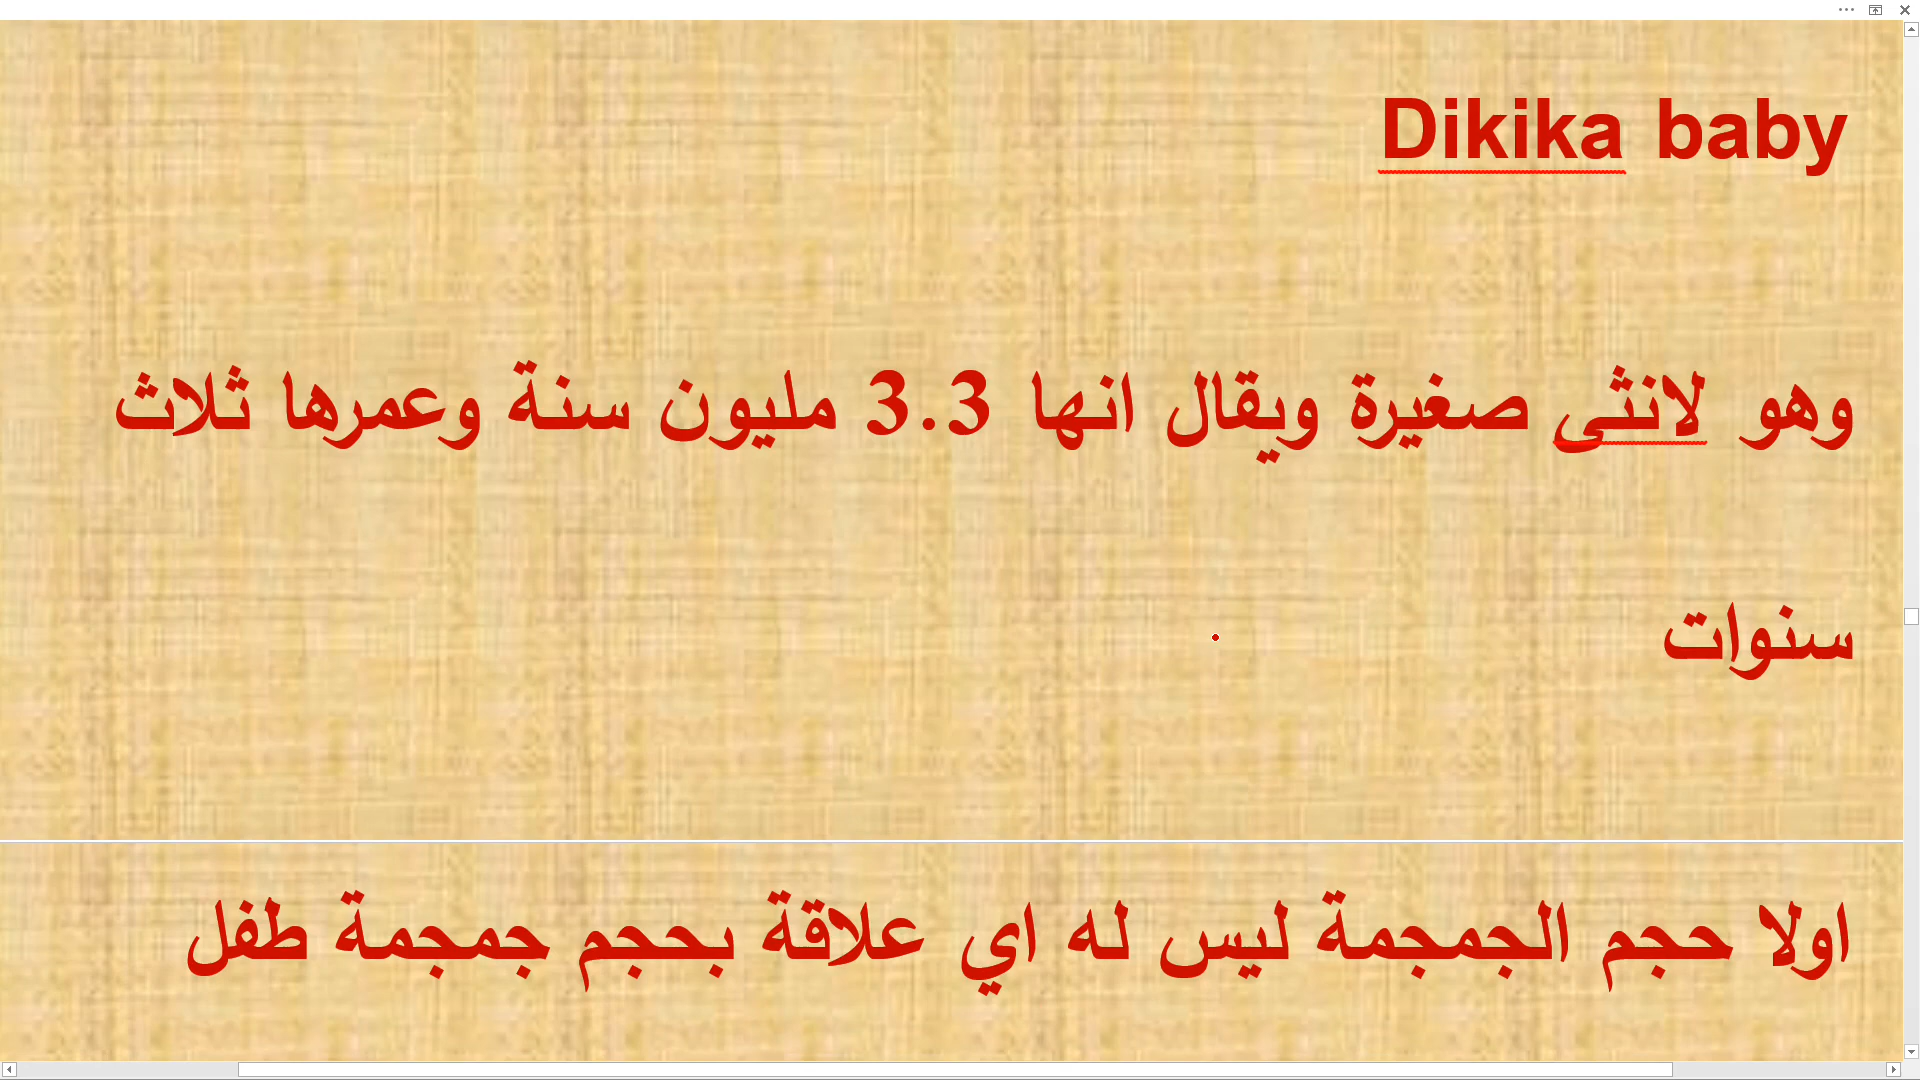 Dikika baby
وهو لانثى صغيرة ويقال انها 3.3 مليون سنة وعمرها ثلاث
سنوات
اولا حجم الجمجمة ليس له اي علاقة بحجم جمجمة طفل